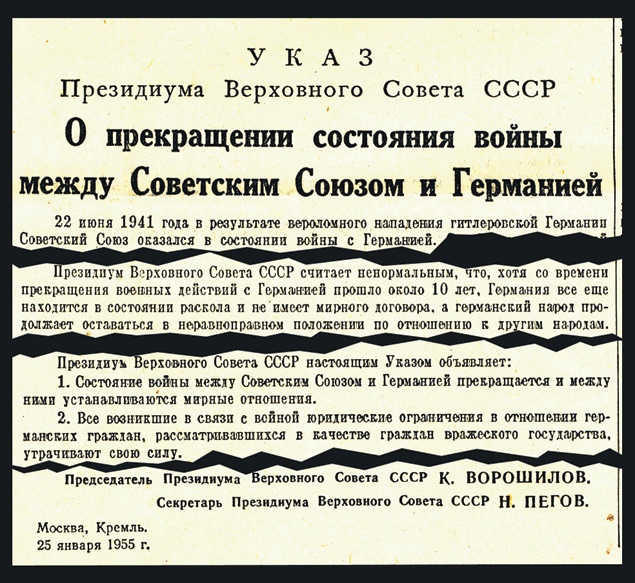 УКАЗ
Президиума Верховного Совета СССР
О прекращении состояния войны
между Советским Союзом и Германией
22 июня 1941 года в результате вероломного нападения гитлеровской Германии
Советский Союз оказался в состоянии войны с Германией.
Президиум Верховного Совета СССР считает ненормальным, что, хотя со времени
прекращения военных действий с Германией прошло около 10 лет, Германия все еще
находится в состоянии раскола и не имеет мирного договора, а германский народ про-
должает оставаться в неравноправном положении по отношению к другим народам.
Президиум Верховного Совета СССР настоящим Указом объявляет:
1. Состояние войны между Советским Союзом и Германией прекращается и между
ними устанавливаются мирные отношения.
2. Все возникшие в связи с войной юридические ограничения в отношении гер-
манских граждан, рассматривавшихся в качестве граждан вражеского государства,
утрачивают свою силу.
Председатель Президиума Верховного Совета СССР К. ВОРОШИЛОВ.
Секретарь Президиума Верховного Совета СССР Н. ПЕГОВ.
Москва, Кремль.
25 января 1955 г.